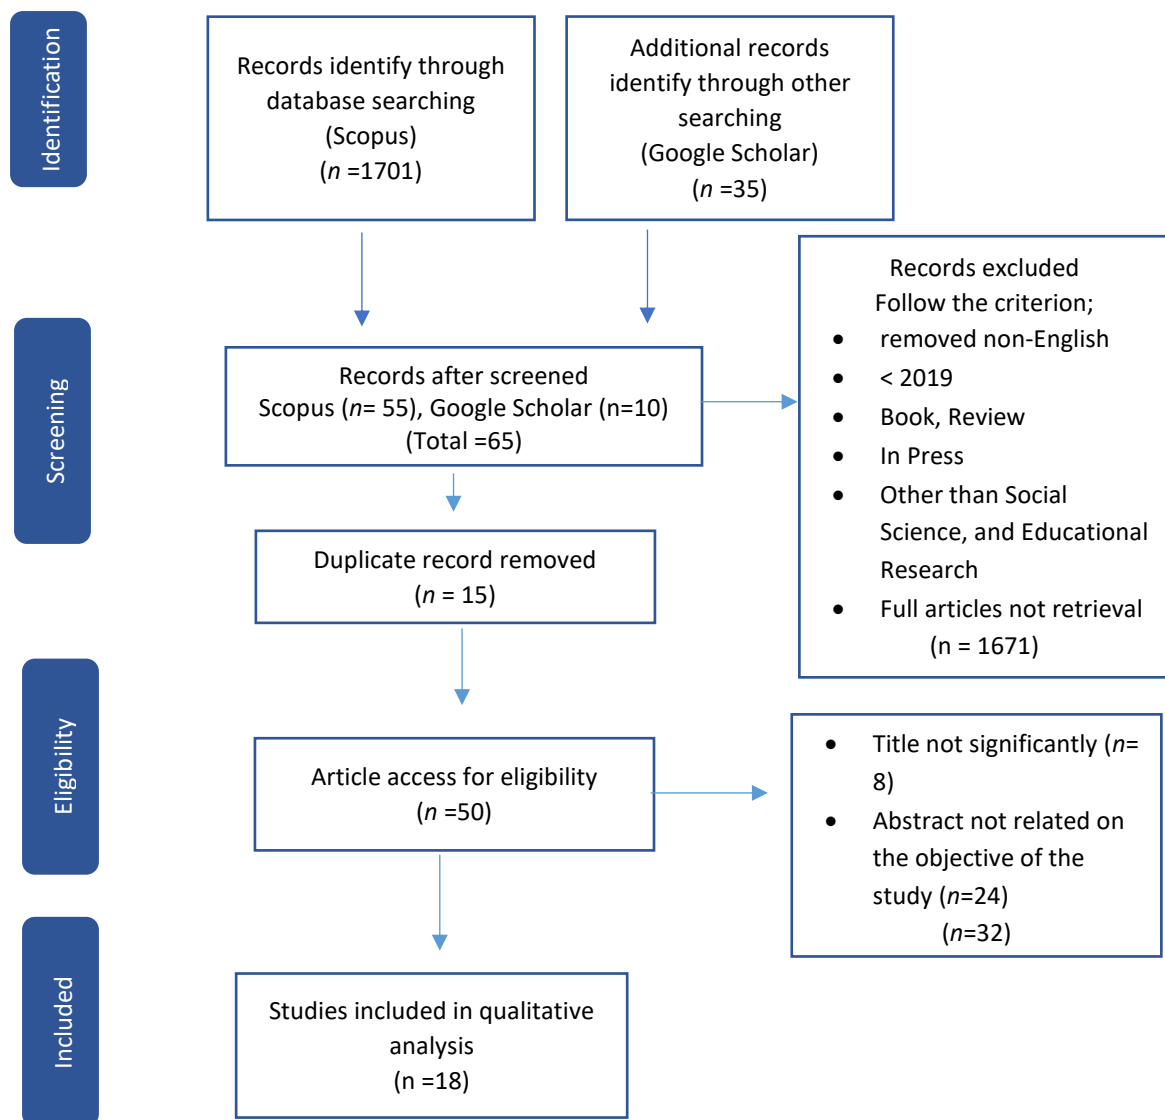 Identification
Records identify through
database searching
(Scopus)
(n =1701)
Additional records
identify through other
searching
(Google Scholar)
(n =35)
Records excluded
Follow the criterion;
• removed non-English
• < 2019
• Book, Review
• In Press
• Other than Social
Science, and Educational
Research
• Full articles not retrieval
(n = 1671)
Screening
Records after screened
Scopus (n= 55), Google Scholar (n=10)
(Total =65)
Duplicate record removed
(n = 15)
Eligibility
Article access for eligibility
(n =50)
• Title not significantly (n=
8)
• Abstract not related on
the objective of the
study (n=24)
(n=32)
Included
Studies included in qualitative
analysis
(n =18)